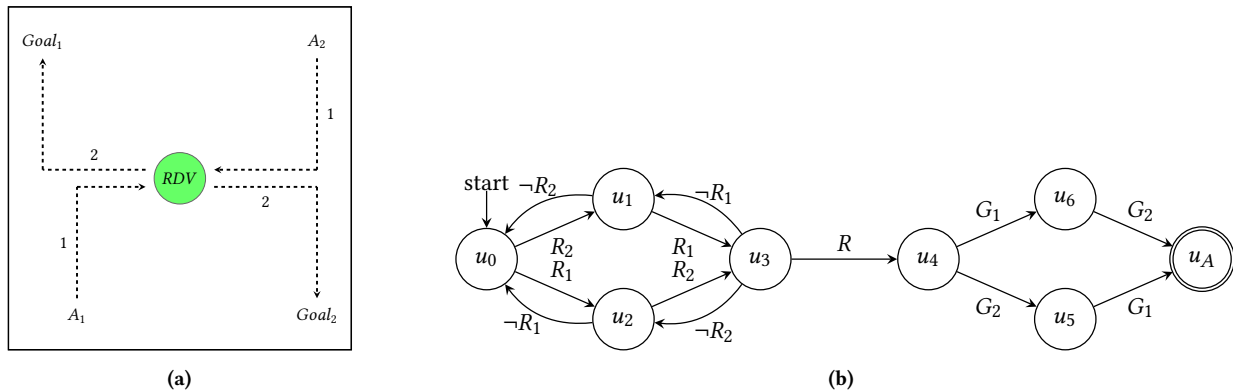 Goal₁
A₂
1
2
RDV
2
1
A₁
Goal₂
(a)
start
¬R₂
u₁
¬R₁
u₆
G₁
G₂
R₂
R₁
R
u₀
R₁
R₂
u₃
u₄
u_A
¬R₁
u₂
¬R₂
G₂
u₅
G₁
(b)